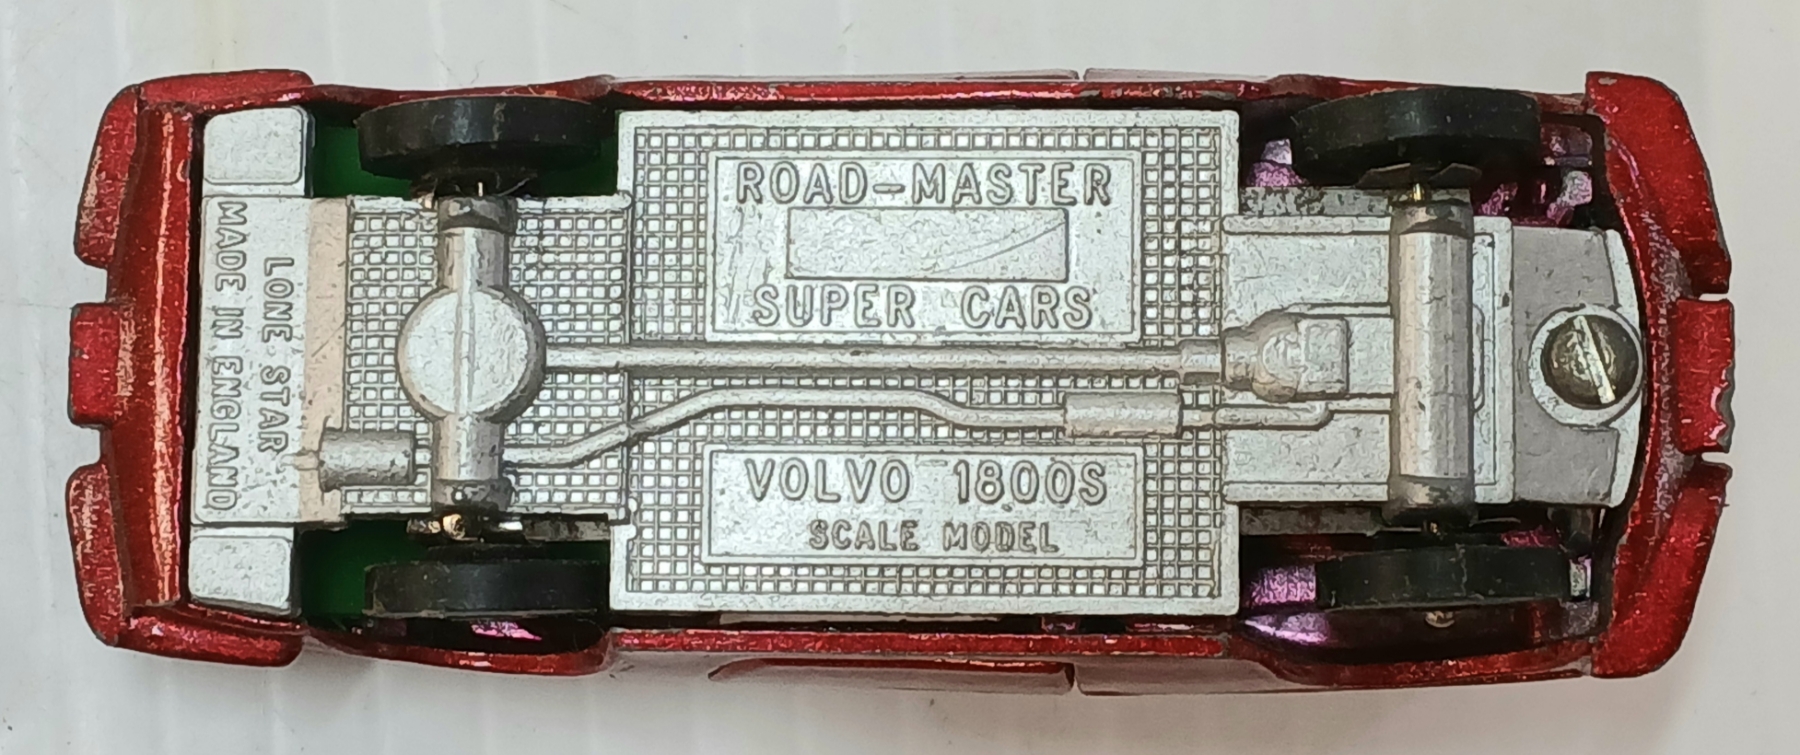 ROAD-MASTER
SUPER CARS
VOLVO 1800S
SCALE MODEL
LONE STAR
MADE IN ENGLAND